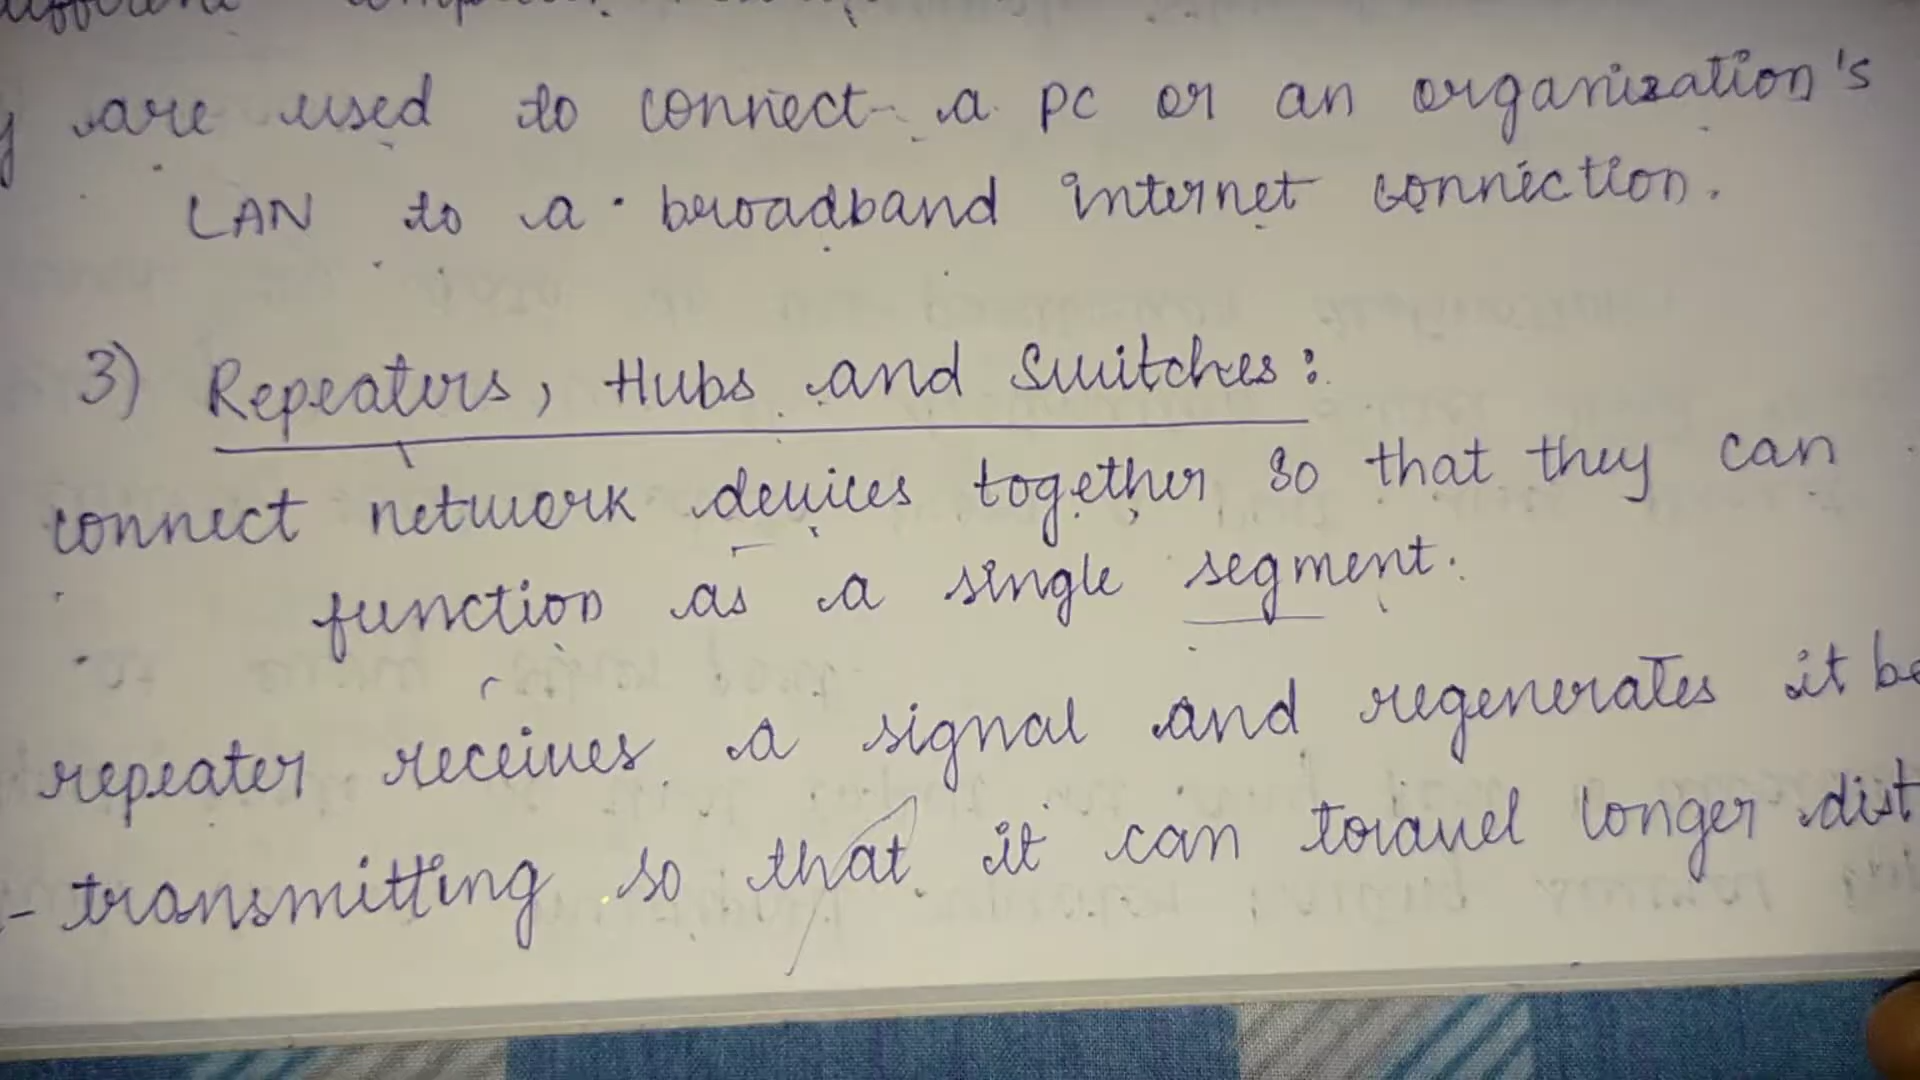 are used to connect a PC or an organization's
LAN to a broadband internet connection.
3) Repeaters, Hubs and Switches:
connect network devices together so that they can
function as a single segment.
repeater receives a signal and regenerates it be
- transmitting so that it can travel longer dist